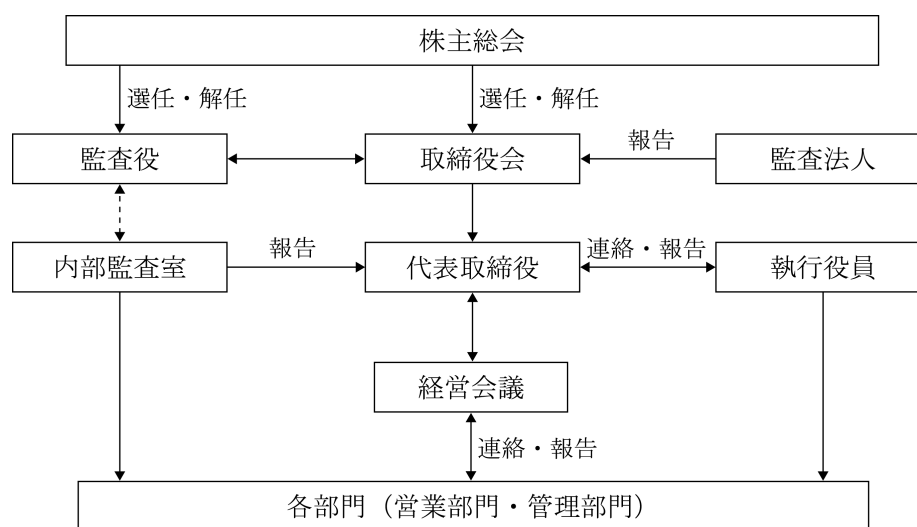 株主総会
選任・解任
選任・解任
監査役
取締役会
報告
監査法人
内部監査室
報告
代表取締役
連絡・報告
執行役員
経営会議
連絡・報告
各部門（営業部門・管理部門）